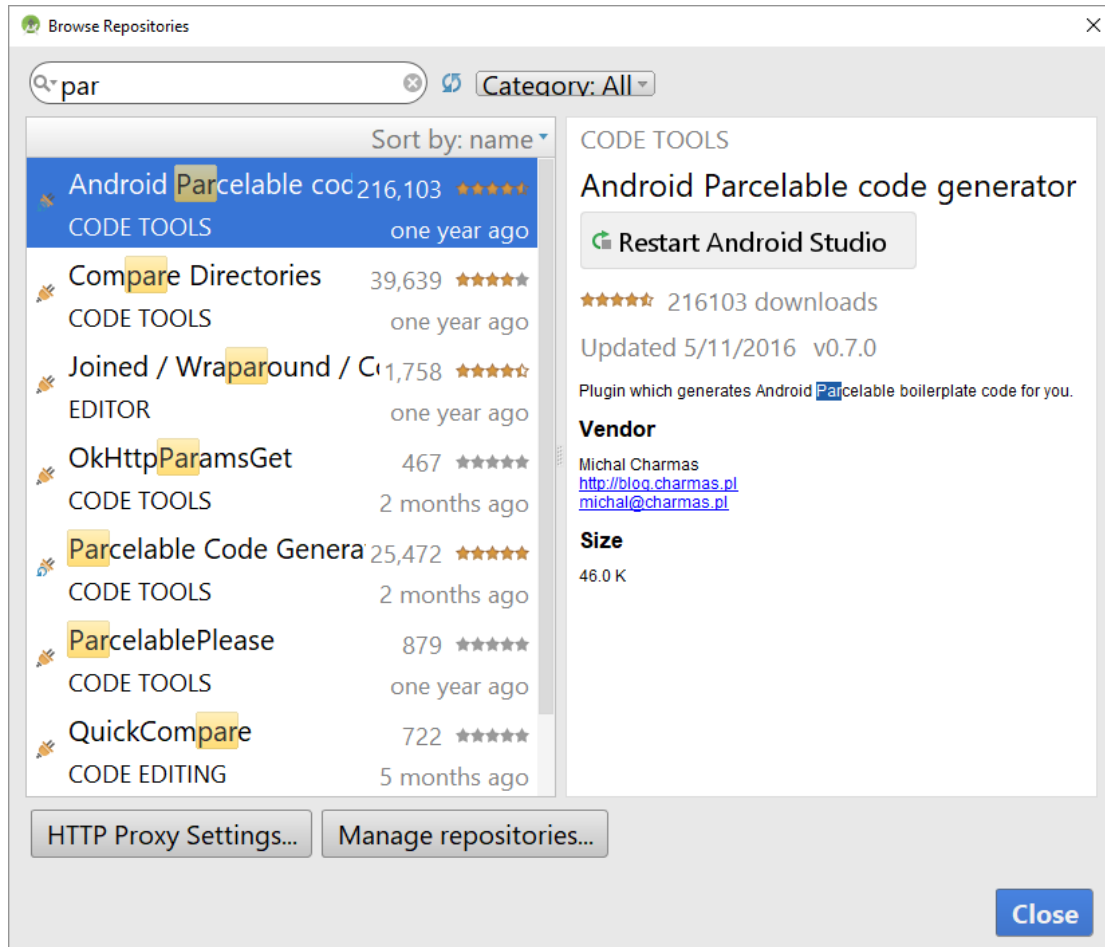 Browse Repositories
par
Category: All
Sort by: name
Android Parcelable coc 216,103
CODE TOOLS one year ago
Compare Directories 39,639
CODE TOOLS one year ago
Joined / Wraparound / Co 1,758
EDITOR one year ago
OkHttpParamsGet 467
CODE TOOLS 2 months ago
Parcelable Code Genera 25,472
CODE TOOLS 2 months ago
ParcelablePlease 879
CODE TOOLS one year ago
QuickCompare 722
CODE EDITING 5 months ago
CODE TOOLS
Android Parcelable code generator
Restart Android Studio
216103 downloads
Updated 5/11/2016 v0.7.0
Plugin which generates Android Parcelable boilerplate code for you.
Vendor
Michal Charmas
http://blog.charmas.pl
michal@charmas.pl
Size
46.0 K
HTTP Proxy Settings... Manage repositories...
Close